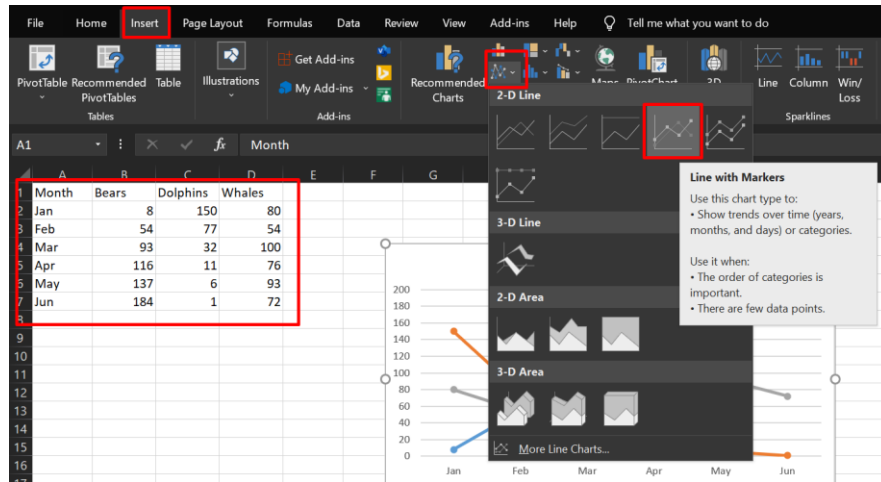 File Home Insert Page Layout Formulas Data Review View Add-ins Help Tell me what you want to do
PivotTable Recommended PivotTables Table Illustrations
Get Add-ins
My Add-ins
Recommended Charts
Maps PivotChart 3D
Line Column Win/Loss
Tables Add-ins Sparklines
A1 fx Month
A B C D E F G
1 Month Bears Dolphins Whales
2 Jan 8 150 80
3 Feb 54 77 54
4 Mar 93 32 100
5 Apr 116 11 76
6 May 137 6 93
7 Jun 184 1 72
8
9
10
11
12
13
14
15
16
17
2-D Line
3-D Line
2-D Area
3-D Area
More Line Charts...
Line with Markers
Use this chart type to:
• Show trends over time (years,
months, and days) or categories.
Use it when:
• The order of categories is
important.
• There are few data points.
200
180
160
140
120
100
80
60
40
20
0
Jan Feb Mar Apr May Jun